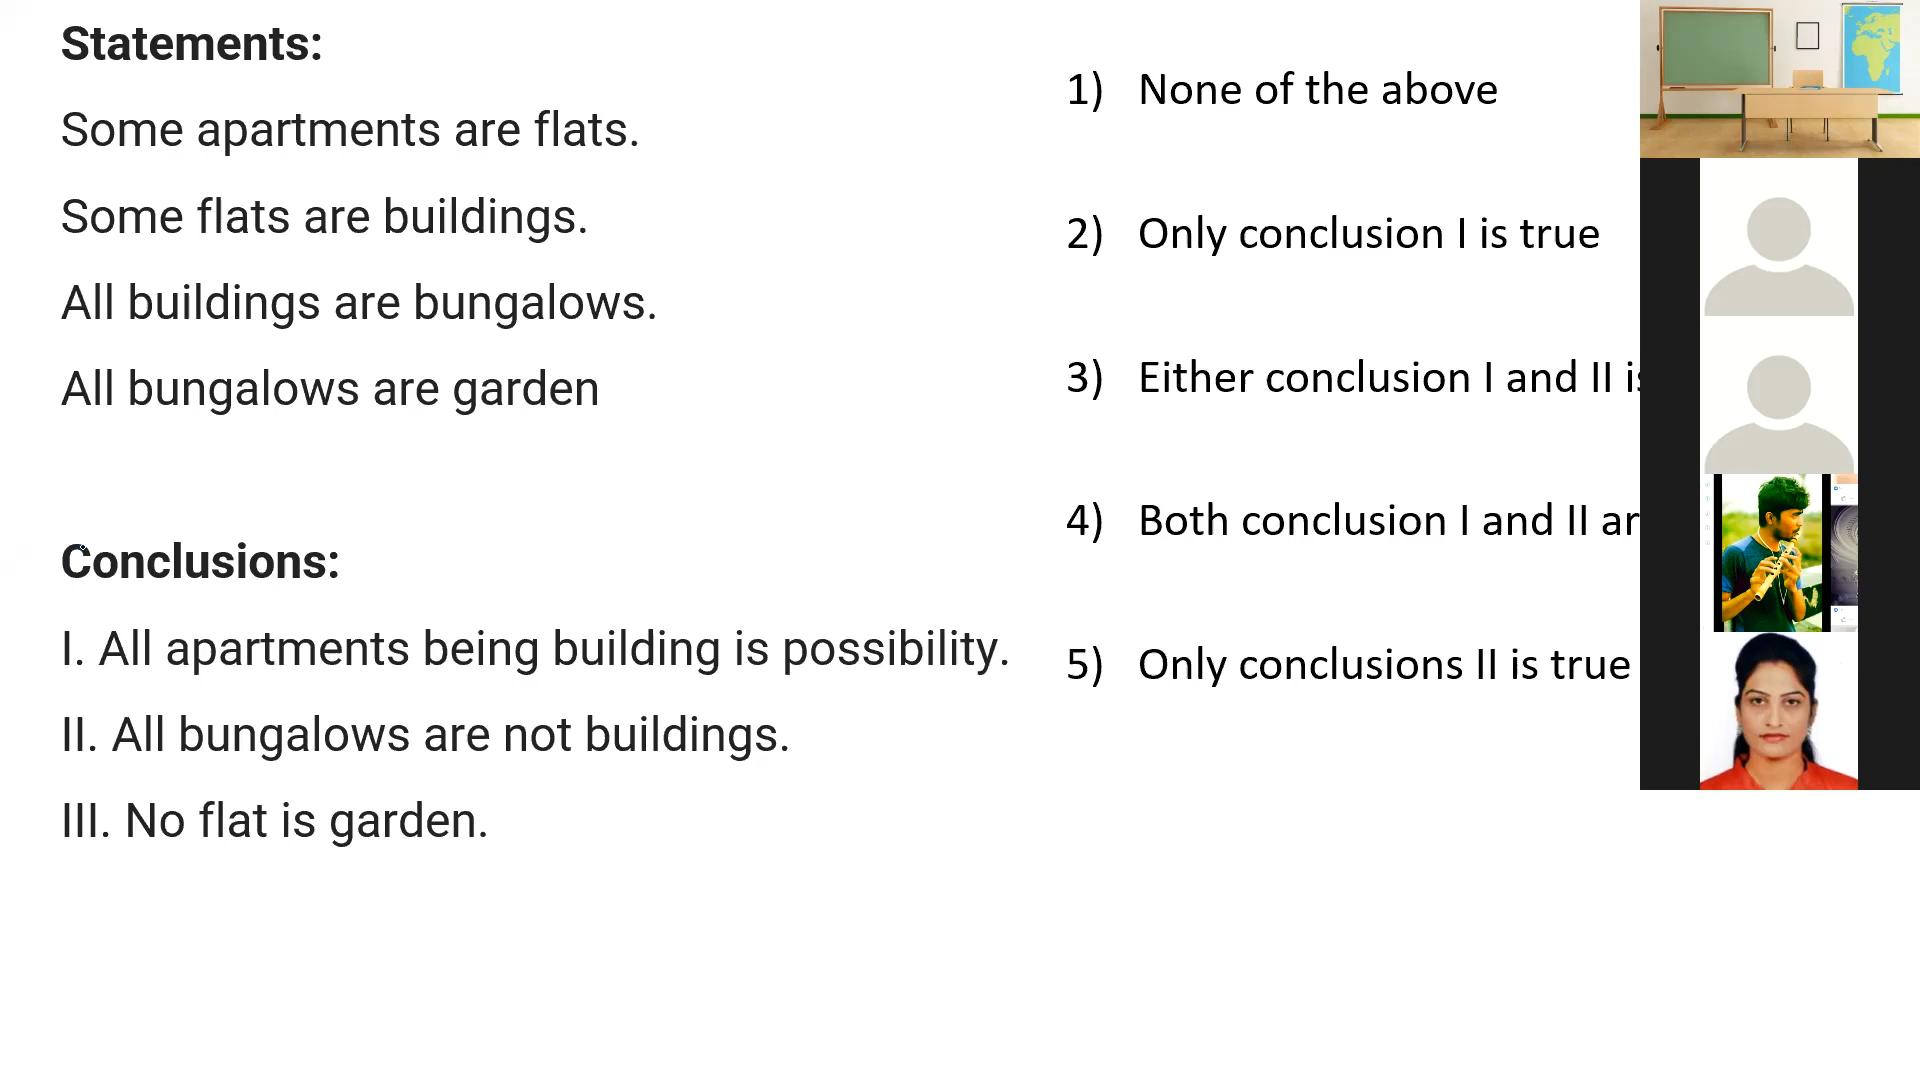 Statements:
Some apartments are flats.
Some flats are buildings.
All buildings are bungalows.
All bungalows are garden
Conclusions:
I. All apartments being building is possibility.
II. All bungalows are not buildings.
III. No flat is garden.
1) None of the above
2) Only conclusion I is true
3) Either conclusion I and II
4) Both conclusion I and II
5) Only conclusions II is true